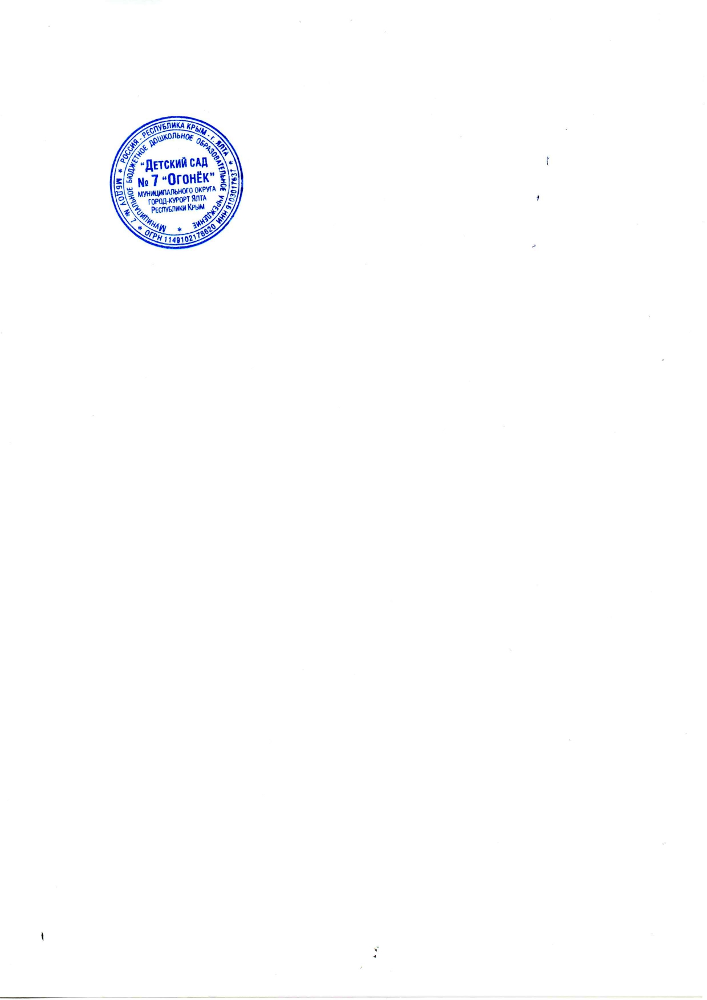 * РОССИЯ - РЕСПУБЛИКА КРЫМ - Г. ЯЛТА *
ИНН 9103017637
ОГРН 1149102178620
* МБДОУ № 7 *
МУНИЦИПАЛЬНОЕ БЮДЖЕТНОЕ ДОШКОЛЬНОЕ ОБРАЗОВАТЕЛЬНОЕ УЧРЕЖДЕНИЕ *
“ДЕТСКИЙ САД
№ 7 “ОГОНЁК”
МУНИЦИПАЛЬНОГО ОКРУГА
ГОРОД-КУРОРТ ЯЛТА
РЕСПУБЛИКИ КРЫМ